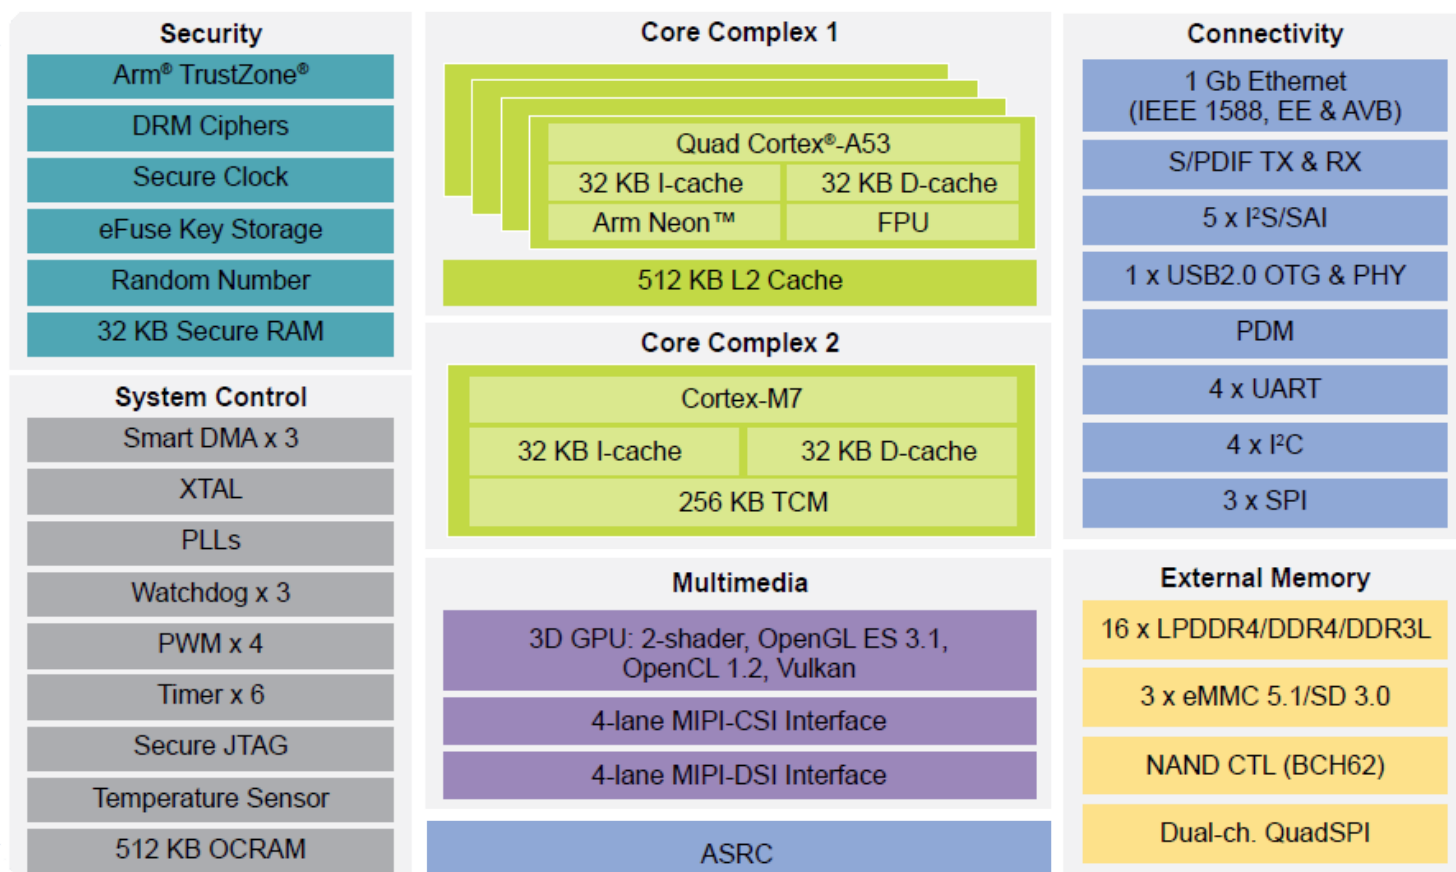 Security
Arm® TrustZone®
DRM Ciphers
Secure Clock
eFuse Key Storage
Random Number
32 KB Secure RAM
System Control
Smart DMA x 3
XTAL
PLLs
Watchdog x 3
PWM x 4
Timer x 6
Secure JTAG
Temperature Sensor
512 KB OCRAM
Core Complex 1
Quad Cortex®-A53
32 KB I-cache
32 KB D-cache
Arm Neon™
FPU
512 KB L2 Cache
Core Complex 2
Cortex-M7
32 KB I-cache
32 KB D-cache
256 KB TCM
Multimedia
3D GPU: 2-shader, OpenGL ES 3.1,
OpenCL 1.2, Vulkan
4-lane MIPI-CSI Interface
4-lane MIPI-DSI Interface
ASRC
Connectivity
1 Gb Ethernet
(IEEE 1588, EE & AVB)
S/PDIF TX & RX
5 x I²S/SAI
1 x USB2.0 OTG & PHY
PDM
4 x UART
4 x I²C
3 x SPI
External Memory
16 x LPDDR4/DDR4/DDR3L
3 x eMMC 5.1/SD 3.0
NAND CTL (BCH62)
Dual-ch. QuadSPI